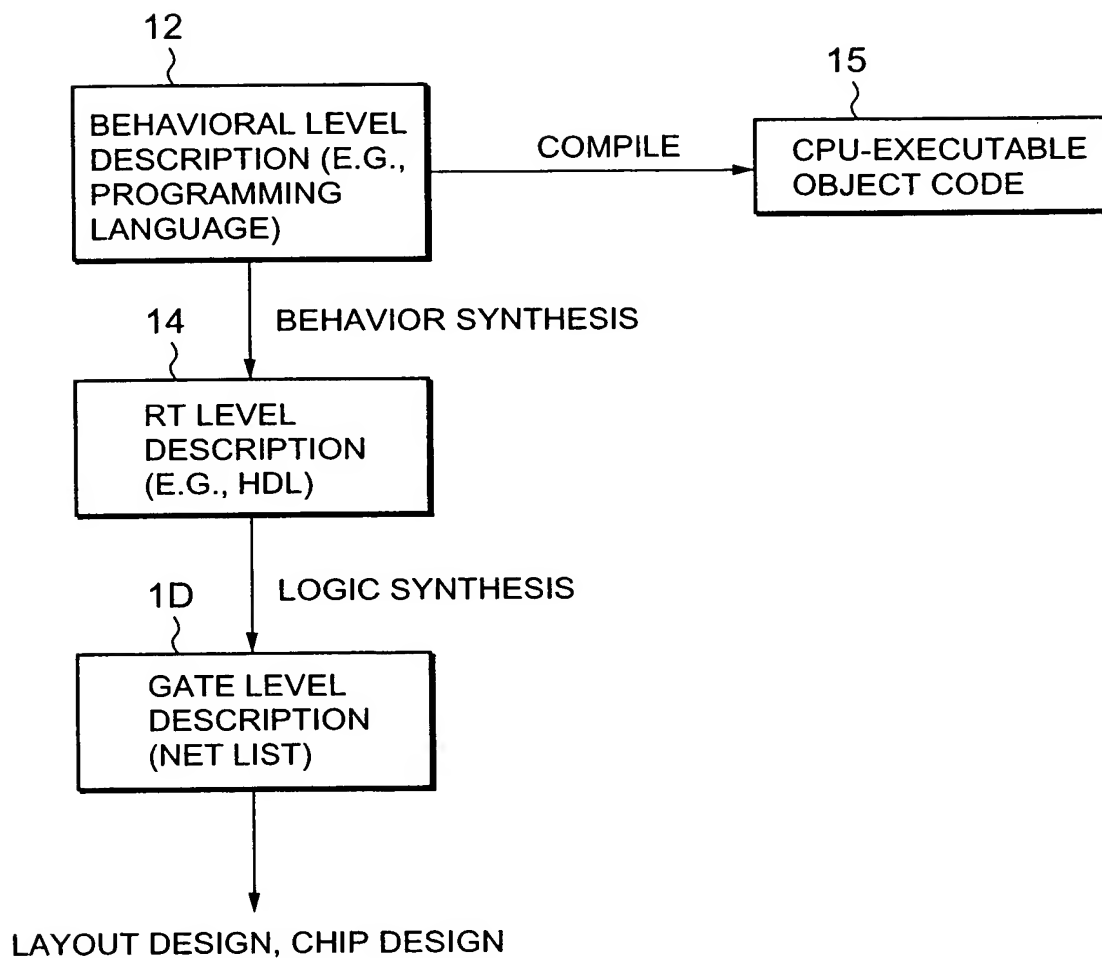 12
BEHAVIORAL LEVEL
DESCRIPTION (E.G.,
PROGRAMMING
LANGUAGE)
COMPILE
15
CPU-EXECUTABLE
OBJECT CODE
BEHAVIOR SYNTHESIS
14
RT LEVEL
DESCRIPTION
(E.G., HDL)
LOGIC SYNTHESIS
1D
GATE LEVEL
DESCRIPTION
(NET LIST)
LAYOUT DESIGN, CHIP DESIGN